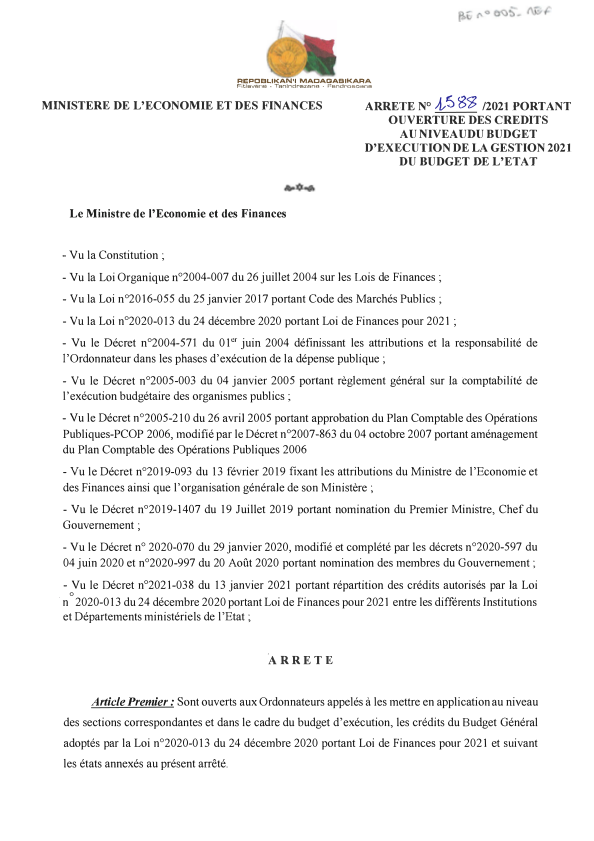 BE n° 005_MEF
REPOBLIKAN'I MADAGASIKARA
Fitiavana - Tanindrazana - Fandrosoana
MINISTERE DE L'ECONOMIE ET DES FINANCES
ARRETE N° 1588 /2021 PORTANT
OUVERTURE DES CREDITS
AU NIVEAUDU BUDGET
D'EXECUTION DE LA GESTION 2021
DU BUDGET DE L'ETAT
Le Ministre de l'Economie et des Finances
- Vu la Constitution ;
- Vu la Loi Organique n°2004-007 du 26 juillet 2004 sur les Lois de Finances ;
- Vu la Loi n°2016-055 du 25 janvier 2017 portant Code des Marchés Publics ;
- Vu la Loi n°2020-013 du 24 décembre 2020 portant Loi de Finances pour 2021 ;
- Vu le Décret n°2004-571 du 01er juin 2004 définissant les attributions et la responsabilité de
l'Ordonnateur dans les phases d'exécution de la dépense publique ;
- Vu le Décret n°2005-003 du 04 janvier 2005 portant règlement général sur la comptabilité de
l'exécution budgétaire des organismes publics ;
- Vu le Décret n°2005-210 du 26 avril 2005 portant approbation du Plan Comptable des Opérations
Publiques-PCOP 2006, modifié par le Décret n°2007-863 du 04 octobre 2007 portant aménagement
du Plan Comptable des Opérations Publiques 2006
- Vu le Décret n°2019-093 du 13 février 2019 fixant les attributions du Ministre de l'Economie et
des Finances ainsi que l'organisation générale de son Ministère ;
- Vu le Décret n°2019-1407 du 19 Juillet 2019 portant nomination du Premier Ministre, Chef du
Gouvernement ;
- Vu le Décret n° 2020-070 du 29 janvier 2020, modifié et complété par les décrets n°2020-597 du
04 juin 2020 et n°2020-997 du 20 Août 2020 portant nomination des membres du Gouvernement ;
- Vu le Décret n°2021-038 du 13 janvier 2021 portant répartition des crédits autorisés par la Loi
n°2020-013 du 24 décembre 2020 portant Loi de Finances pour 2021 entre les différents Institutions
et Départements ministériels de l'Etat ;
A R R E T E
Article Premier : Sont ouverts aux Ordonnateurs appelés à les mettre en application au niveau
des sections correspondantes et dans le cadre du budget d'exécution, les crédits du Budget Général
adoptés par la Loi n°2020-013 du 24 décembre 2020 portant Loi de Finances pour 2021 et suivant
les états annexés au présent arrêté.